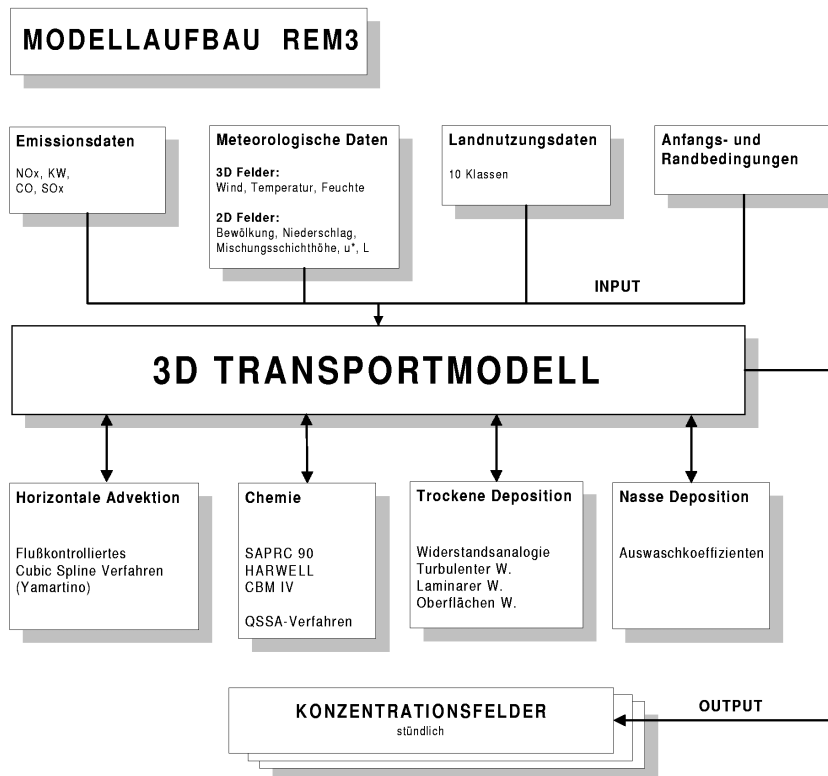 MODELLAUFBAU REM3
Emissionsdaten
NOx, KW,
CO, SOx
Meteorologische Daten
3D Felder:
Wind, Temperatur, Feuchte
2D Felder:
Bewölkung, Niederschlag,
Mischungsschichthöhe, u*, L
Landnutzungsdaten
10 Klassen
Anfangs- und
Randbedingungen
INPUT
3D TRANSPORTMODELL
Horizontale Advektion
Flußkontrolliertes
Cubic Spline Verfahren
(Yamartino)
Chemie
SAPRC 90
HARWELL
CBM IV
QSSA-Verfahren
Trockene Deposition
Widerstandsanalogie
Turbulenter W.
Laminarer W.
Oberflächen W.
Nasse Deposition
Auswaschkoeffizienten
KONZENTRATIONSFELDER
stündlich
OUTPUT